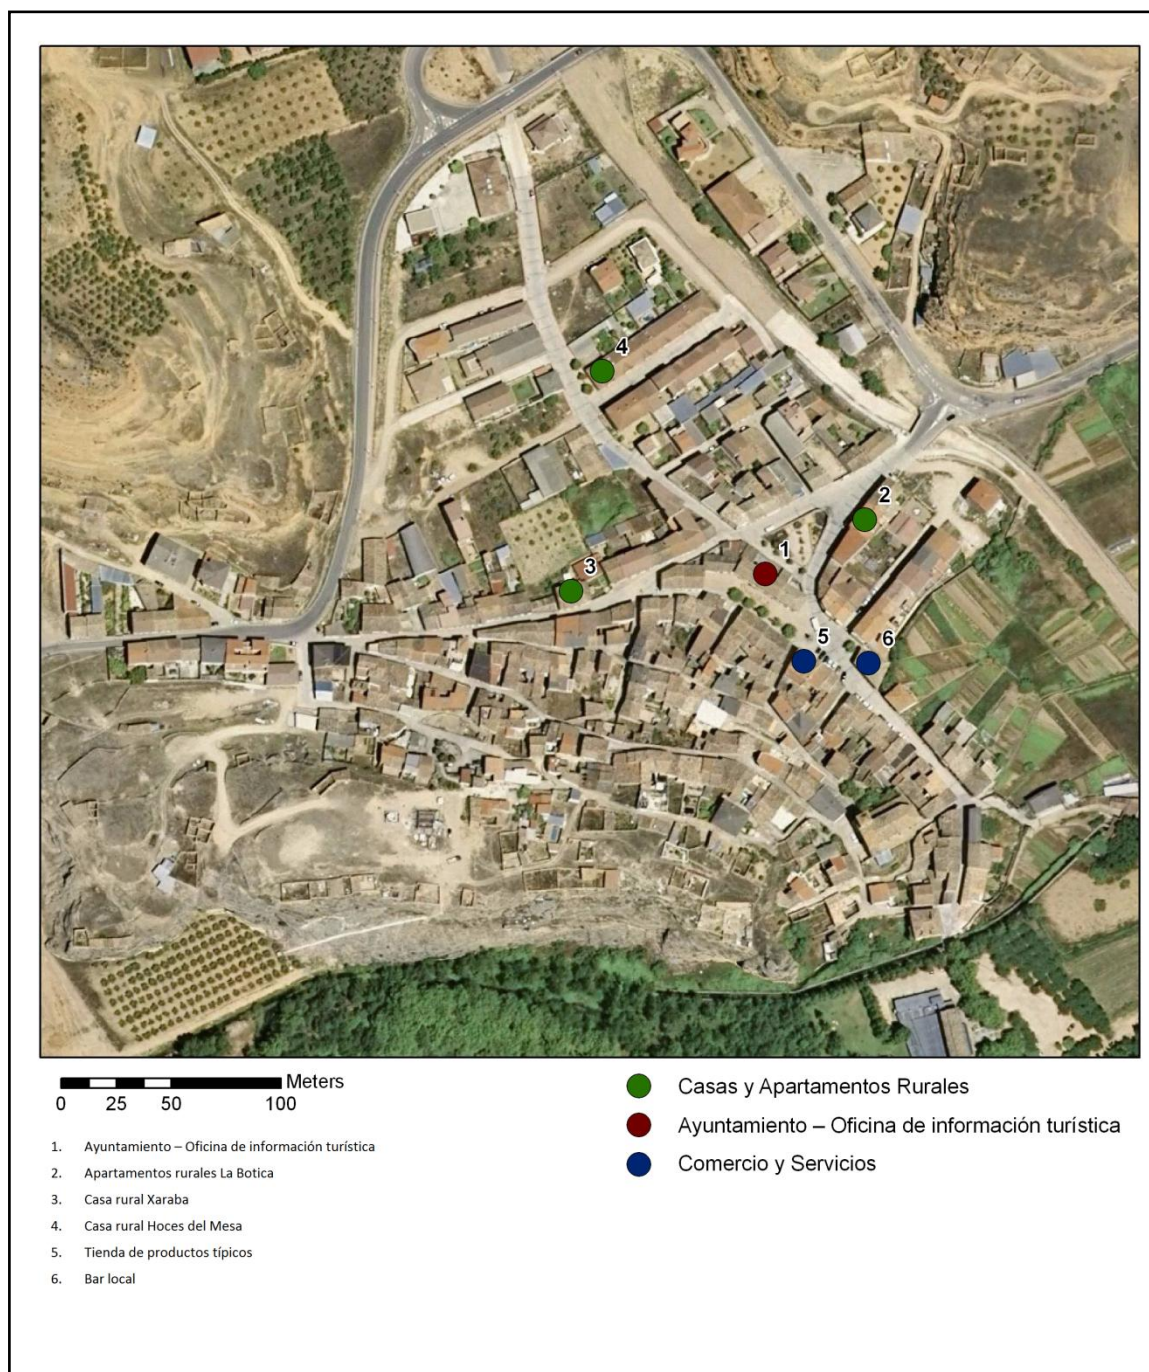 4
2
1
3
5
6
Meters
0 25 50 100
Casas y Apartamentos Rurales
Ayuntamiento – Oficina de información turística
Comercio y Servicios
1. Ayuntamiento – Oficina de información turística
2. Apartamentos rurales La Botica
3. Casa rural Xaraba
4. Casa rural Hoces del Mesa
5. Tienda de productos típicos
6. Bar local